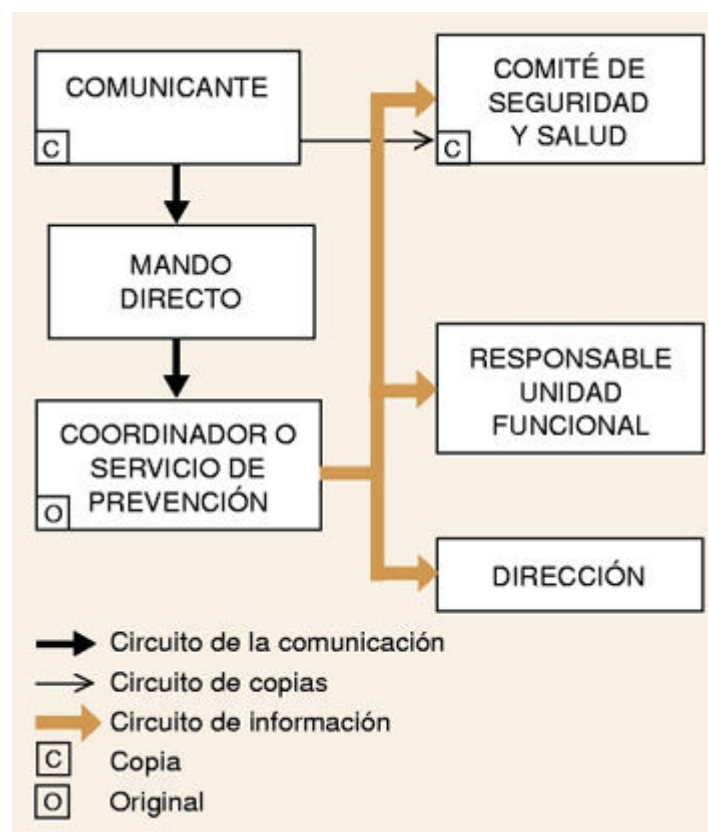 COMUNICANTE
C
MANDO
DIRECTO
COORDINADOR O
SERVICIO DE
PREVENCIÓN
O
COMITÉ DE
SEGURIDAD
Y SALUD
C
RESPONSABLE
UNIDAD
FUNCIONAL
DIRECCIÓN
Circuito de la comunicación
Circuito de copias
Circuito de información
C Copia
O Original